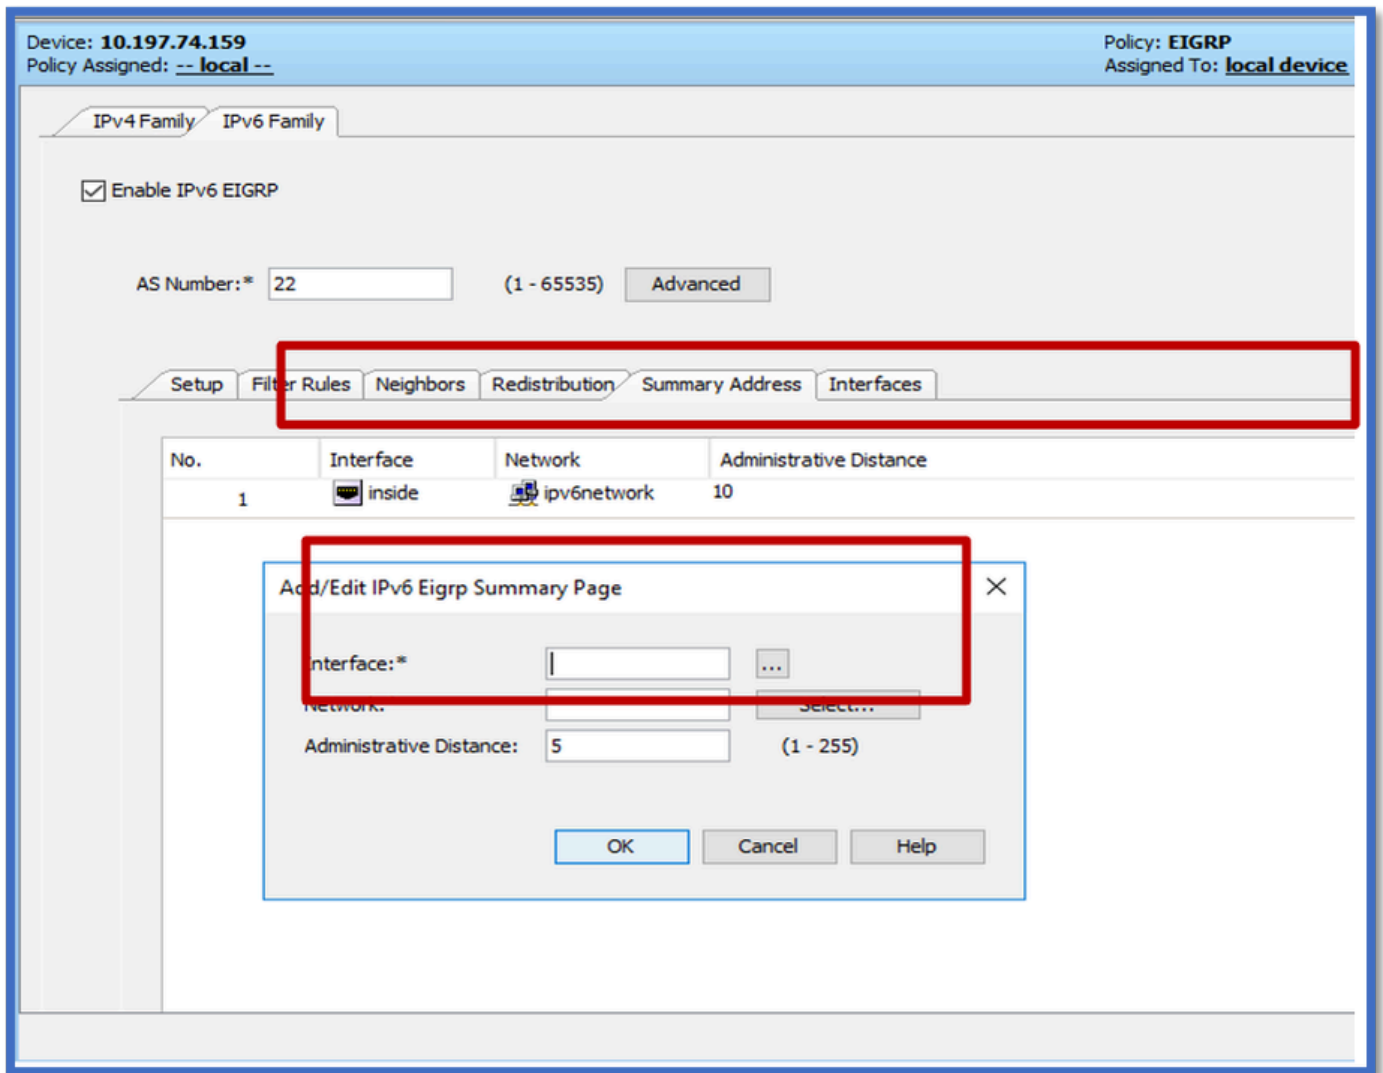 Device: 10.197.74.159 Policy: EIGRP
Policy Assigned: -- local -- Assigned To: local device
IPv4 Family IPv6 Family
Enable IPv6 EIGRP
AS Number:* 22 (1 - 65535) Advanced
Setup Filter Rules Neighbors Redistribution Summary Address Interfaces
No. Interface Network Administrative Distance
1 inside ipv6network 10
Add/Edit IPv6 Eigrp Summary Page
Interface:* ...
Network: Select...
Administrative Distance: 5 (1 - 255)
OK Cancel Help